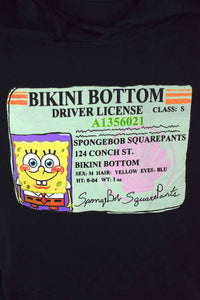 BIKINI BOTTOM
DRIVER LICENSE CLASS: S
A1356021
SPONGEBOB SQUAREPANTS
124 CONCH ST.
BIKINI BOTTOM
SEX: M HAIR: YELLOW EYES: BLU
HT: 0-04 WT: 1 oz
SpongeBob SquarePants